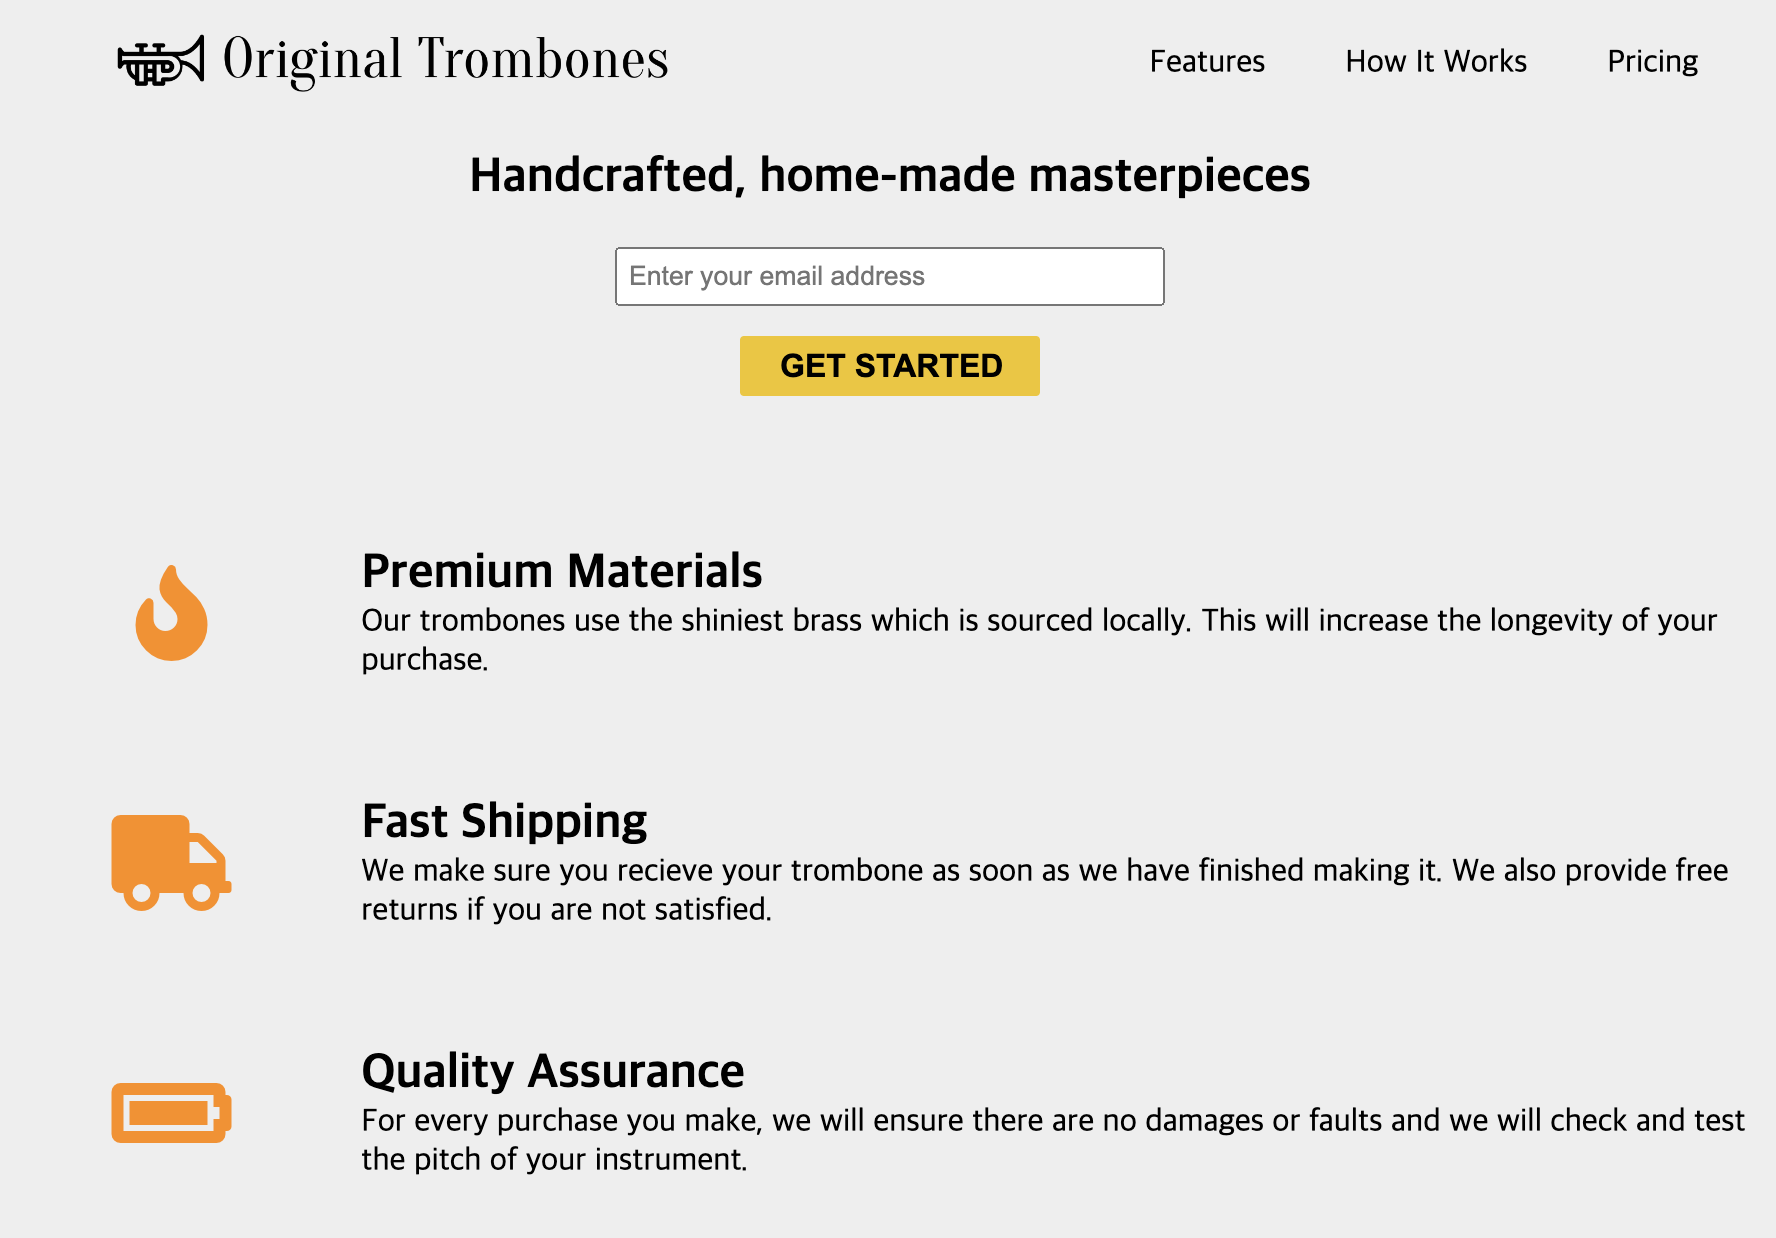 Original Trombones
Features
How It Works
Pricing
Handcrafted, home-made masterpieces
Enter your email address
GET STARTED
Premium Materials
Our trombones use the shiniest brass which is sourced locally. This will increase the longevity of your
purchase.
Fast Shipping
We make sure you recieve your trombone as soon as we have finished making it. We also provide free
returns if you are not satisfied.
Quality Assurance
For every purchase you make, we will ensure there are no damages or faults and we will check and test
the pitch of your instrument.